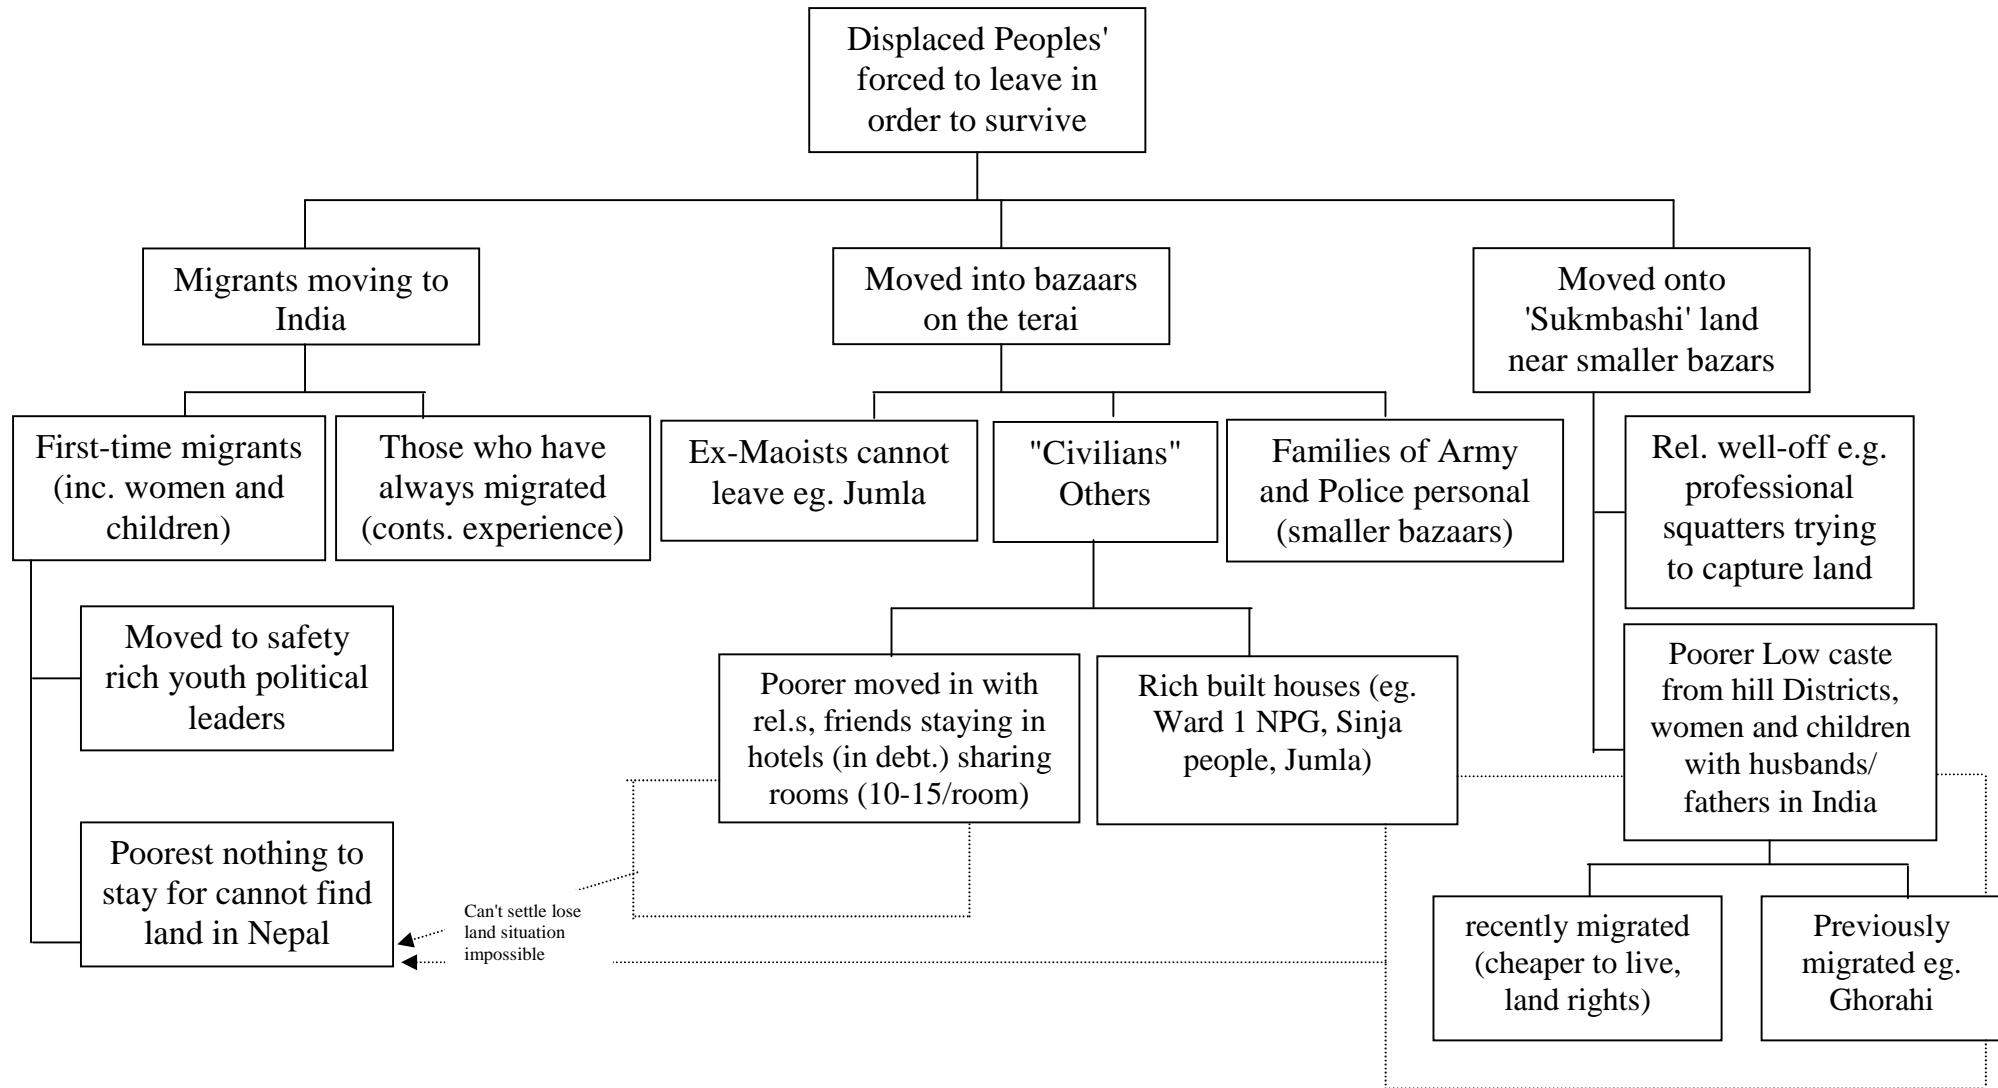 Displaced Peoples'
forced to leave in
order to survive
Migrants moving to
India
Moved into bazaars
on the terai
Moved onto
'Sukmbashi' land
near smaller bazars
First-time migrants
(inc. women and
children)
Those who have
always migrated
(conts. experience)
Ex-Maoists cannot
leave eg. Jumla
"Civilians"
Others
Families of Army
and Police personal
(smaller bazaars)
Rel. well-off e.g.
professional
squatters trying
to capture land
Moved to safety
rich youth political
leaders
Poorer moved in with
rel.s, friends staying in
hotels (in debt.) sharing
rooms (10-15/room)
Rich built houses (eg.
Ward 1 NPG, Sinja
people, Jumla)
Poorer Low caste
from hill Districts,
women and children
with husbands/
fathers in India
Poorest nothing to
stay for cannot find
land in Nepal
Can't settle lose
land situation
impossible
recently migrated
(cheaper to live,
land rights)
Previously
migrated eg.
Ghorahi